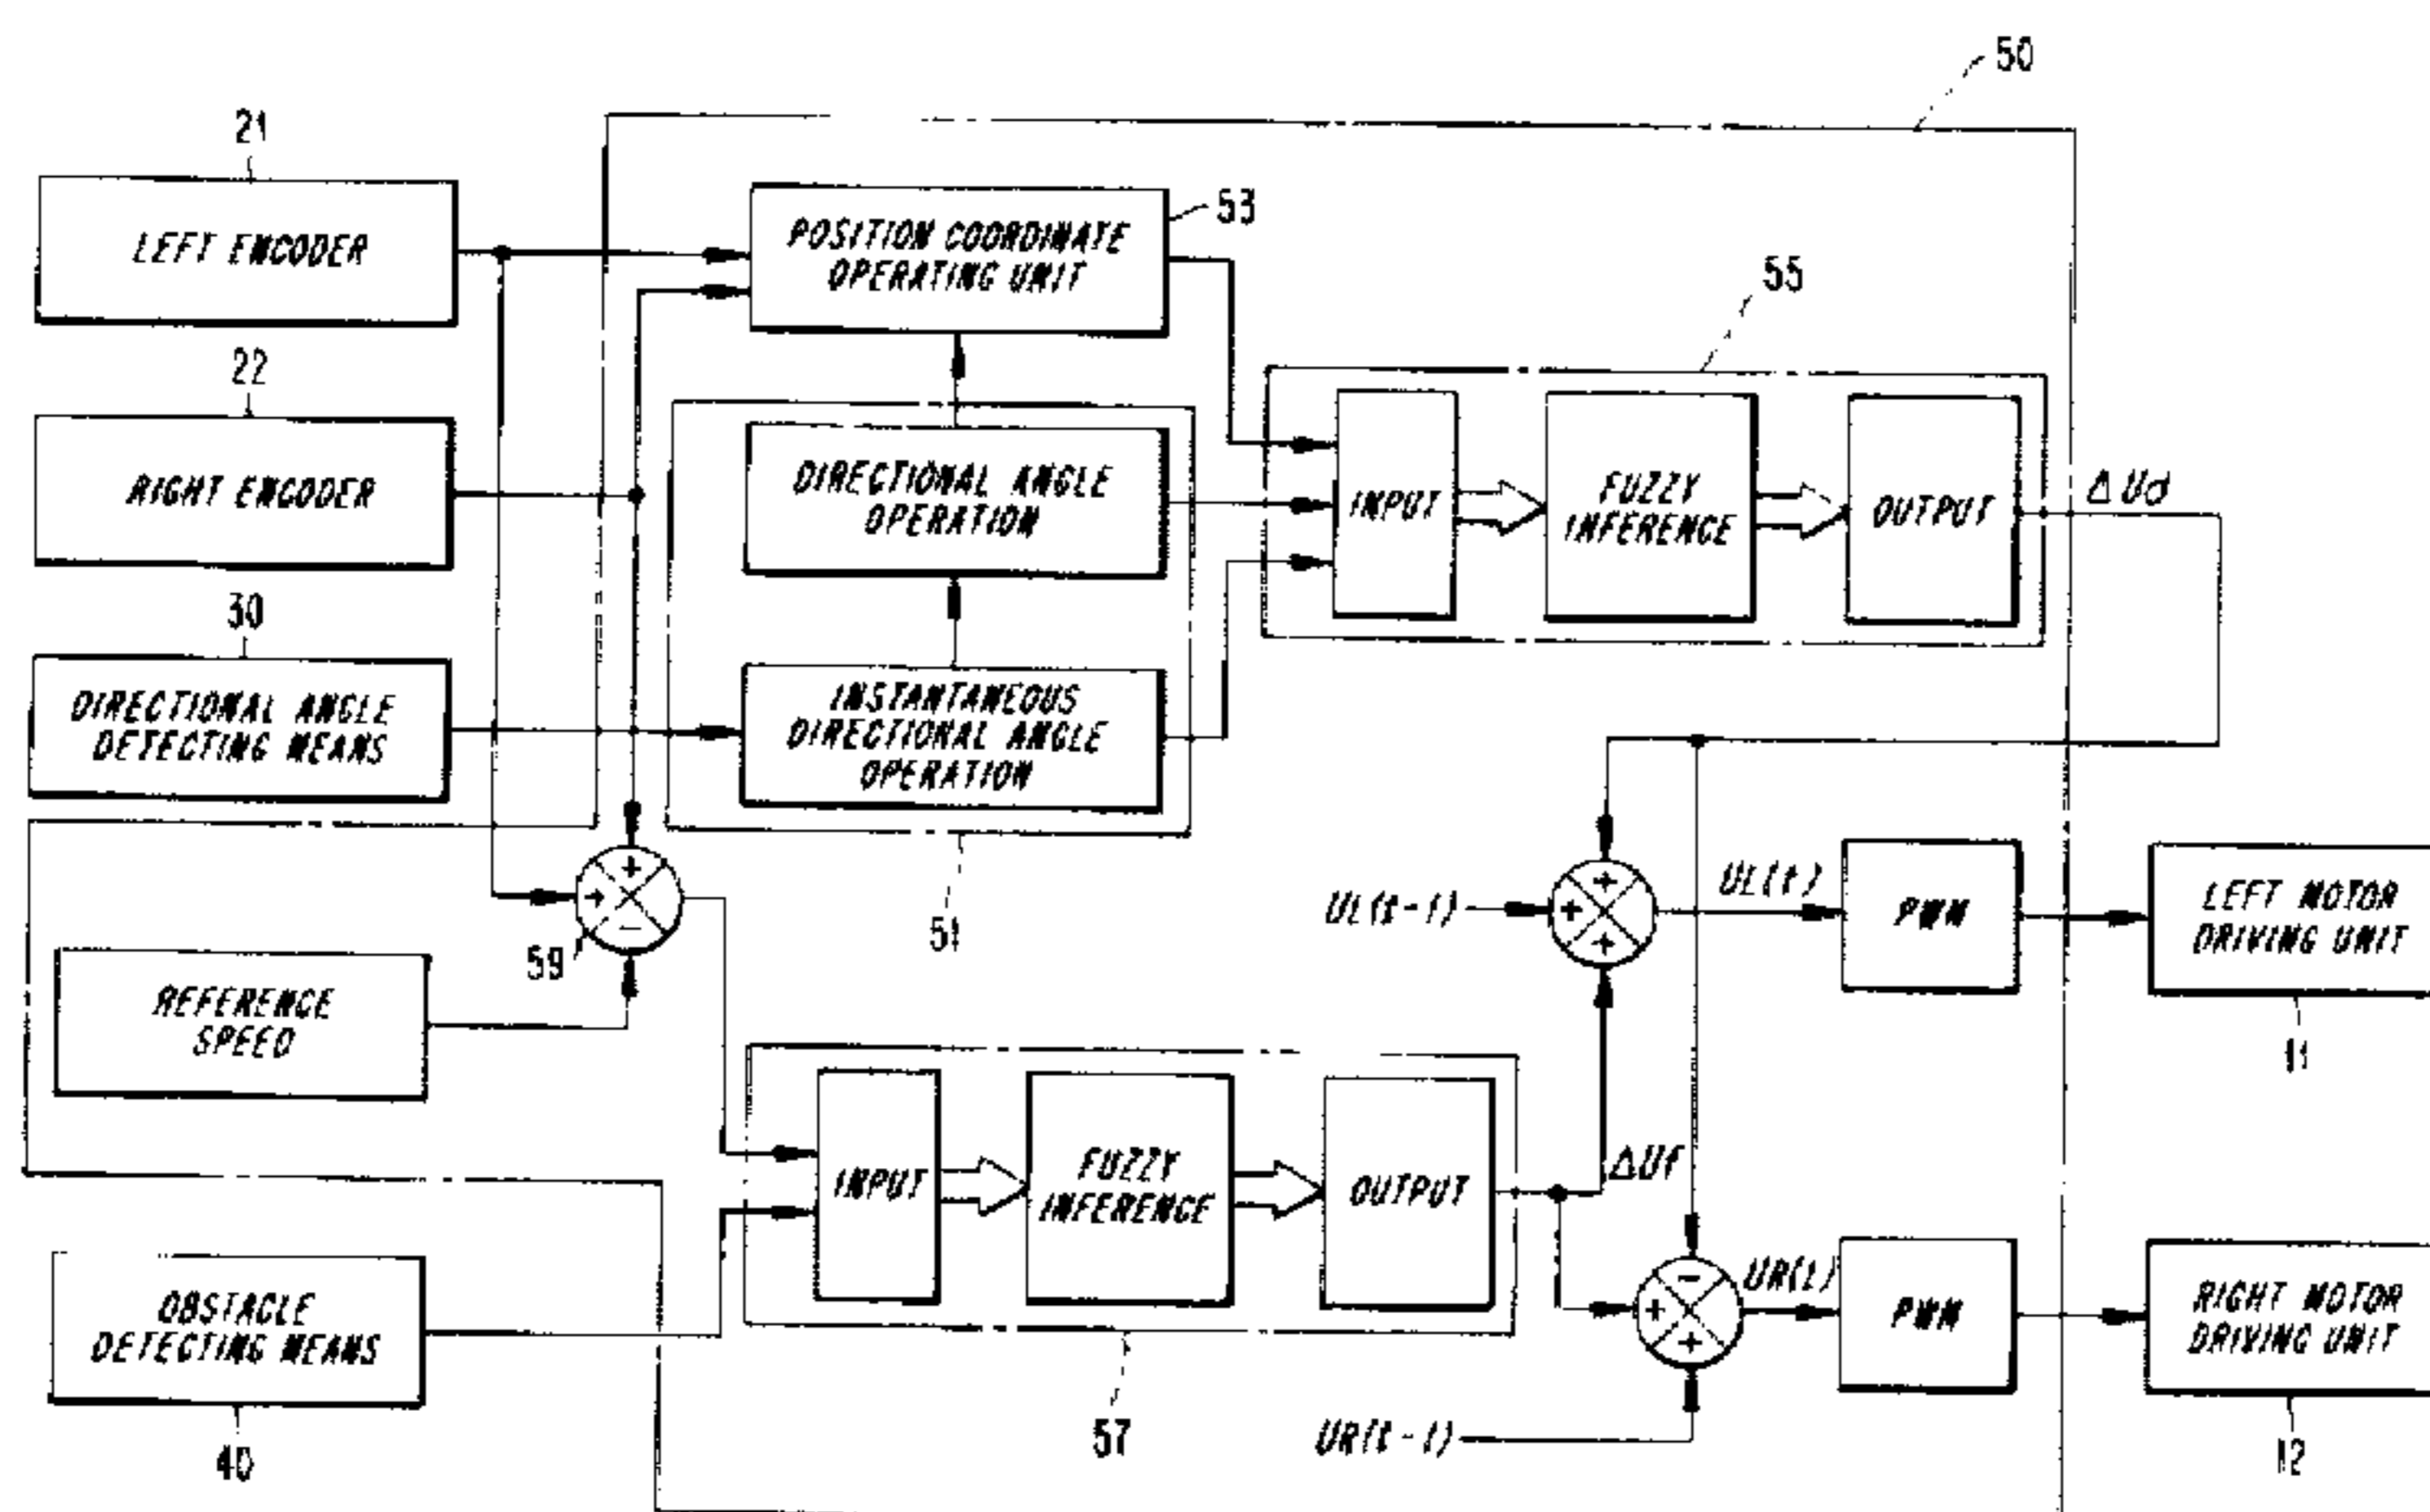 50
21
LEFT ENCODER
POSITION COORDINATE
OPERATING UNIT
53
55
22
RIGHT ENCODER
DIRECTIONAL ANGLE
OPERATION
INPUT
FUZZY
INFERENCE
OUTPUT
ΔUd
30
DIRECTIONAL ANGLE
DETECTING MEANS
INSTANTANEOUS
DIRECTIONAL ANGLE
OPERATION
51
+
+
-
59
REFERENCE
SPEED
UL(t-1)
+
+
+
UL(t)
PWM
LEFT MOTOR
DRIVING UNIT
11
INPUT
FUZZY
INFERENCE
OUTPUT
ΔUf
57
OBSTACLE
DETECTING MEANS
40
-
+
+
UR(t)
UR(t-1)
PWM
RIGHT MOTOR
DRIVING UNIT
12